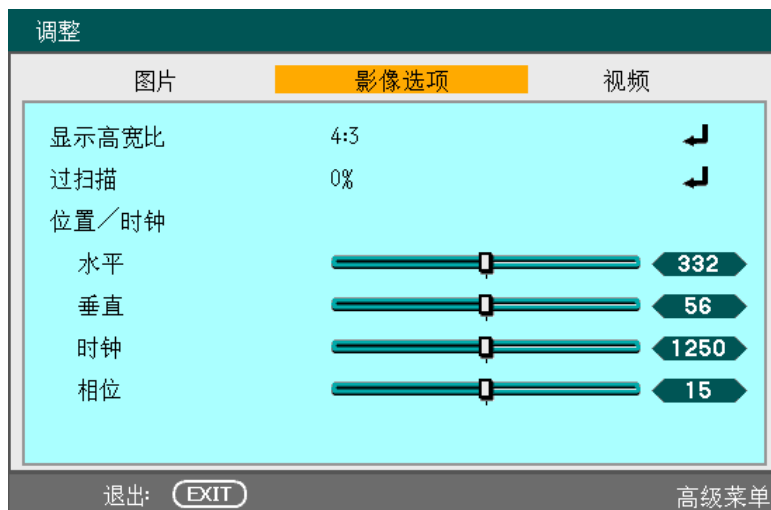 调整
图片 影像选项 视频
显示高宽比 4:3
过扫描 0%
位置／时钟
水平 332
垂直 56
时钟 1250
相位 15
退出: EXIT 高级菜单